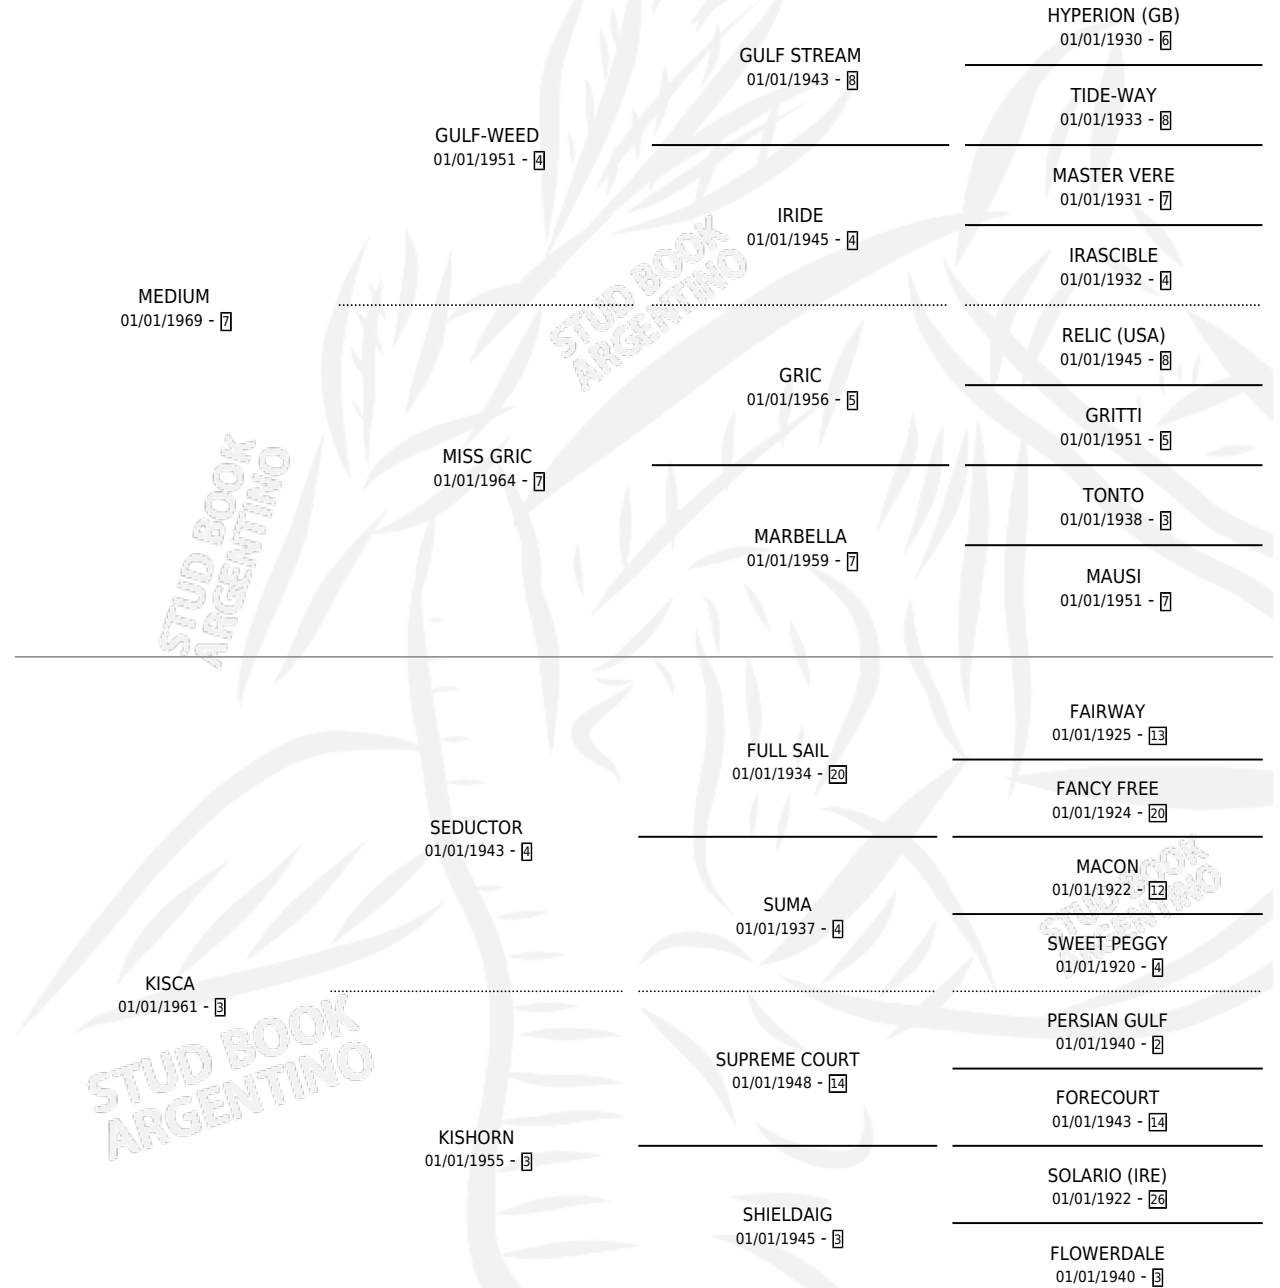 HYPERION (GB)
01/01/1930 - 6
GULF STREAM
01/01/1943 - 8
TIDE-WAY
01/01/1933 - 8
GULF-WEED
01/01/1951 - 4
MASTER VERE
01/01/1931 - 7
IRIDE
01/01/1945 - 4
IRASCIBLE
01/01/1932 - 4
MEDIUM
01/01/1969 - 7
RELIC (USA)
01/01/1945 - 8
GRIC
01/01/1956 - 5
GRITTI
01/01/1951 - 5
MISS GRIC
01/01/1964 - 7
TONTO
01/01/1938 - 3
MARBELLA
01/01/1959 - 7
MAUSI
01/01/1951 - 7
FAIRWAY
01/01/1925 - 13
FULL SAIL
01/01/1934 - 20
FANCY FREE
01/01/1924 - 20
SEDUCTOR
01/01/1943 - 4
MACON
01/01/1922 - 12
SUMA
01/01/1937 - 4
SWEET PEGGY
01/01/1920 - 4
KISCA
01/01/1961 - 3
PERSIAN GULF
01/01/1940 - 2
SUPREME COURT
01/01/1948 - 14
FORECOURT
01/01/1943 - 14
KISHORN
01/01/1955 - 3
SOLARIO (IRE)
01/01/1922 - 26
SHIELDAIG
01/01/1945 - 3
FLOWERDALE
01/01/1940 - 3
STUD BOOK
ARGENTINO
STUD BOOK
ARGENTINO
STUD BOOK
ARGENTINO
STUD BOOK
ARGENTINO